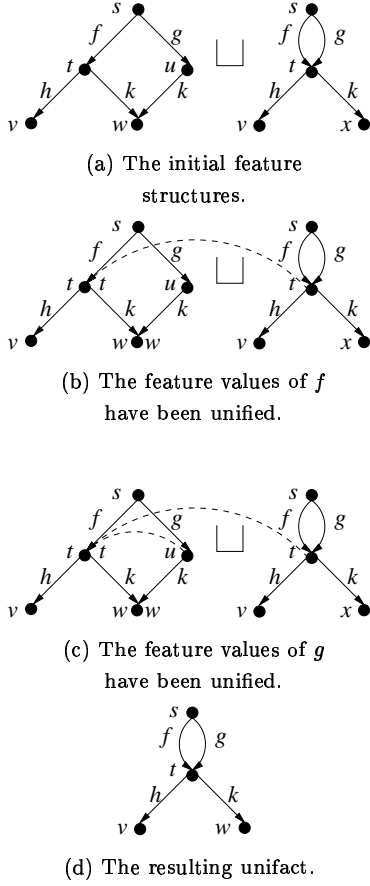 s s
f g f g
t u t
h k k h k
v w v x
(a) The initial feature
structures.
s s
f g f g
t t u t
h k k h k
v w w v x
(b) The feature values of f
have been unified.
s s
f g f g
t t u t
h k k h k
v w w v x
(c) The feature values of g
have been unified.
s
f g
t
h k
v w
(d) The resulting unifact.